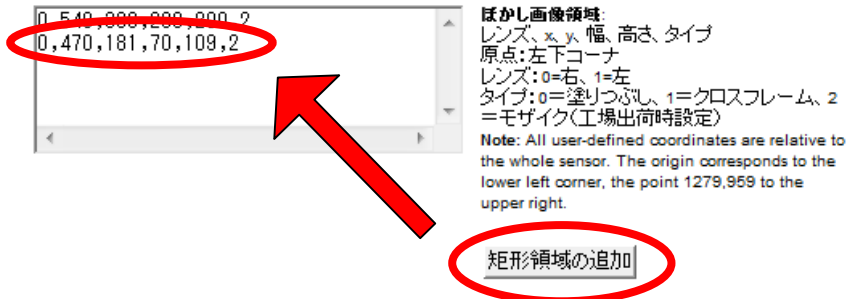 0,540,
0,470,181,70,109,2
ぼかし画像領域:
レンズ、x、y、幅、高さ、タイプ
原点:左下コーナ
レンズ:0=右、1=左
タイプ:0=塗りつぶし、1=クロスフレーム、2
=モザイク(工場出荷時設定)
Note: All user-defined coordinates are relative to
the whole sensor. The origin corresponds to the
lower left corner, the point 1279,959 to the
upper right.
矩形領域の追加